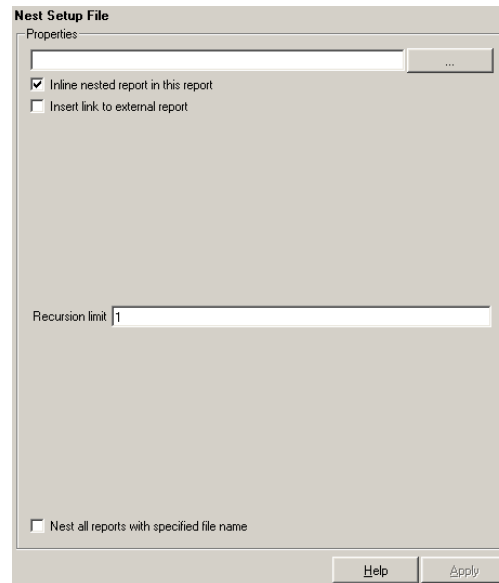 Nest Setup File
Properties
...
Inline nested report in this report
Insert link to external report
Recursion limit 1
Nest all reports with specified file name
Help Apply